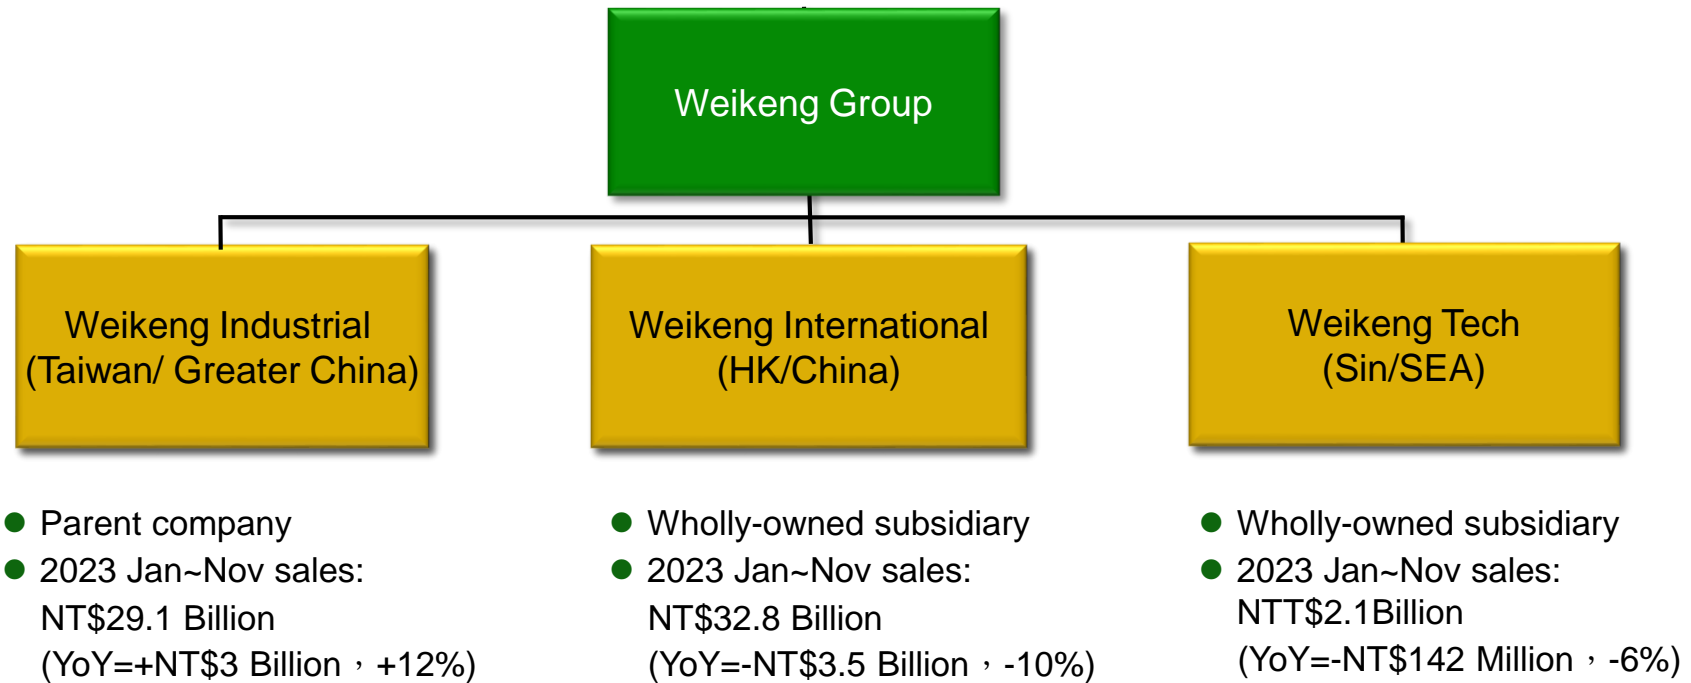 Weikeng Group
Weikeng Industrial
(Taiwan/ Greater China)
Weikeng International
(HK/China)
Weikeng Tech
(Sin/SEA)
● Parent company
● 2023 Jan~Nov sales:
NT$29.1 Billion
(YoY=+NT$3 Billion，+12%)
● Wholly-owned subsidiary
● 2023 Jan~Nov sales:
NT$32.8 Billion
(YoY=-NT$3.5 Billion，-10%)
● Wholly-owned subsidiary
● 2023 Jan~Nov sales:
NTT$2.1Billion
(YoY=-NT$142 Million，-6%)